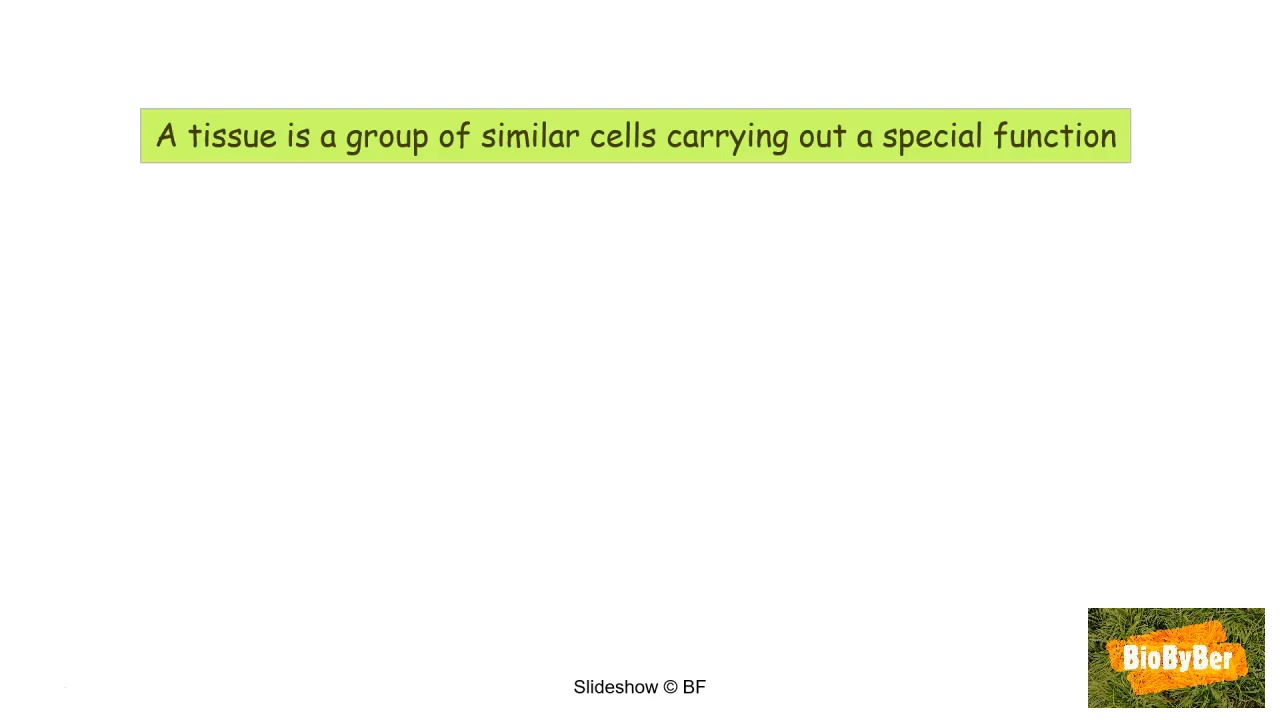 A tissue is a group of similar cells carrying out a special function
BioByBer
Slideshow © BF